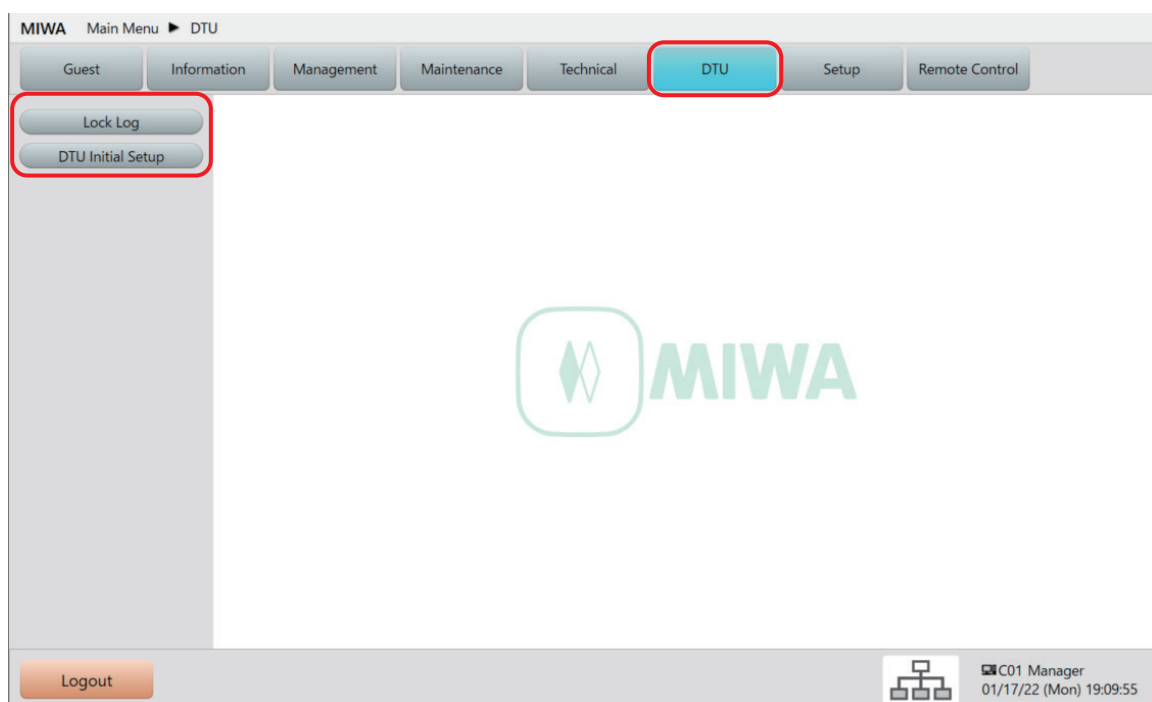 MIWA Main Menu ▶ DTU
Guest Information Management Maintenance Technical DTU Setup Remote Control
Lock Log
DTU Initial Setup
MIWA
Logout
C01 Manager
01/17/22 (Mon) 19:09:55